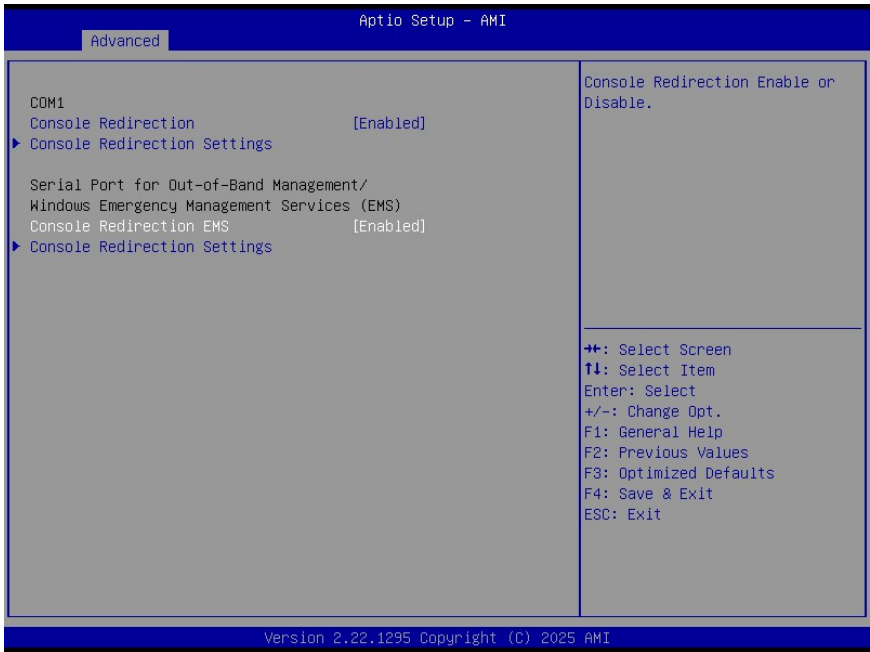 Aptio Setup – AMI
Advanced
COM1
Console Redirection [Enabled]
Console Redirection Settings
Serial Port for Out-of-Band Management/
Windows Emergency Management Services (EMS)
Console Redirection EMS [Enabled]
Console Redirection Settings
Console Redirection Enable or
Disable.
→←: Select Screen
↑↓: Select Item
Enter: Select
+/-: Change Opt.
F1: General Help
F2: Previous Values
F3: Optimized Defaults
F4: Save & Exit
ESC: Exit
Version 2.22.1295 Copyright (C) 2025 AMI